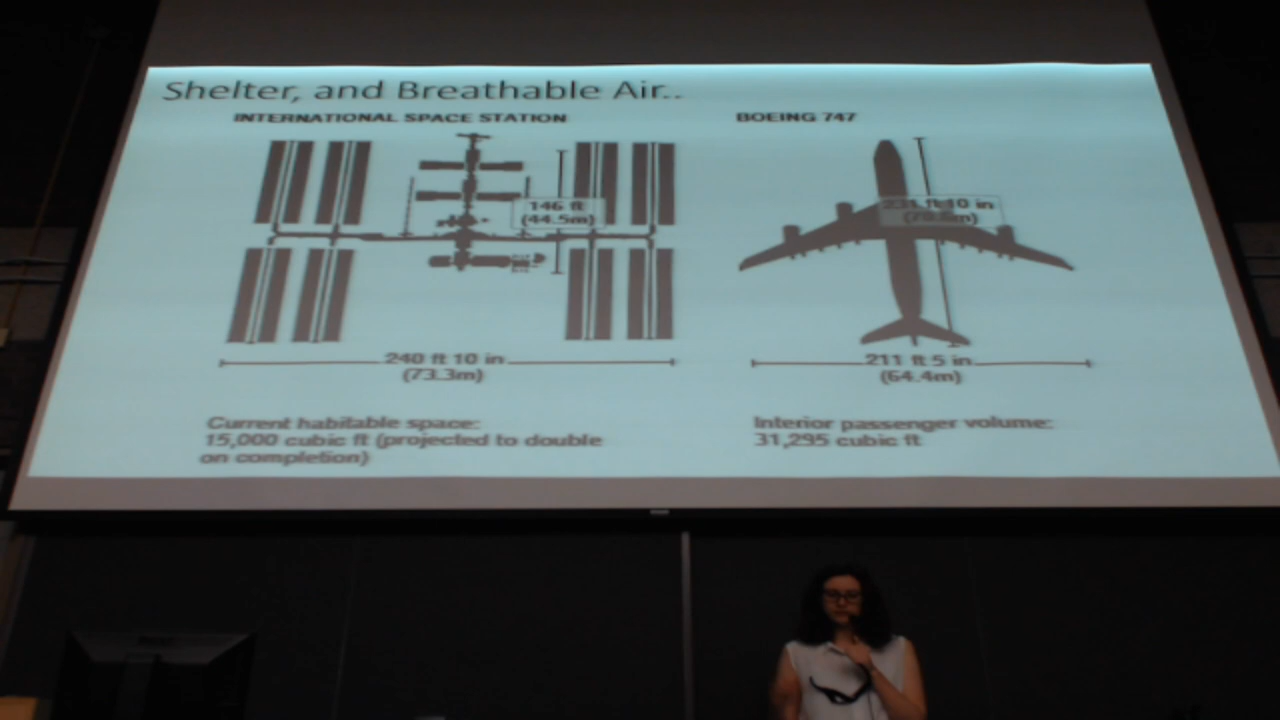 Shelter, and Breathable Air..
INTERNATIONAL SPACE STATION
BOEING 747
146 ft
(44.5m)
231 ft 10 in
240 ft 10 in
(73.3m)
211 ft 5 in
(64.4m)
Current habitable space:
15,000 cubic ft (projected to double
on completion)
Interior passenger volume:
31,295 cubic ft